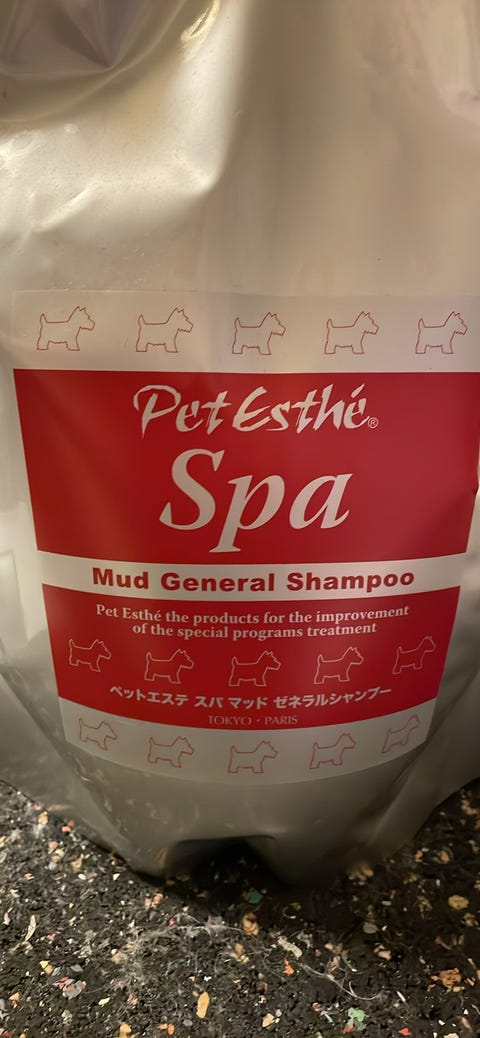 Pet Esthé®
Spa
Mud General Shampoo
Pet Esthé the products for the improvement
of the special programs treatment
ペットエステ スパ マッド ゼネラルシャンプー
TOKYO・PARIS